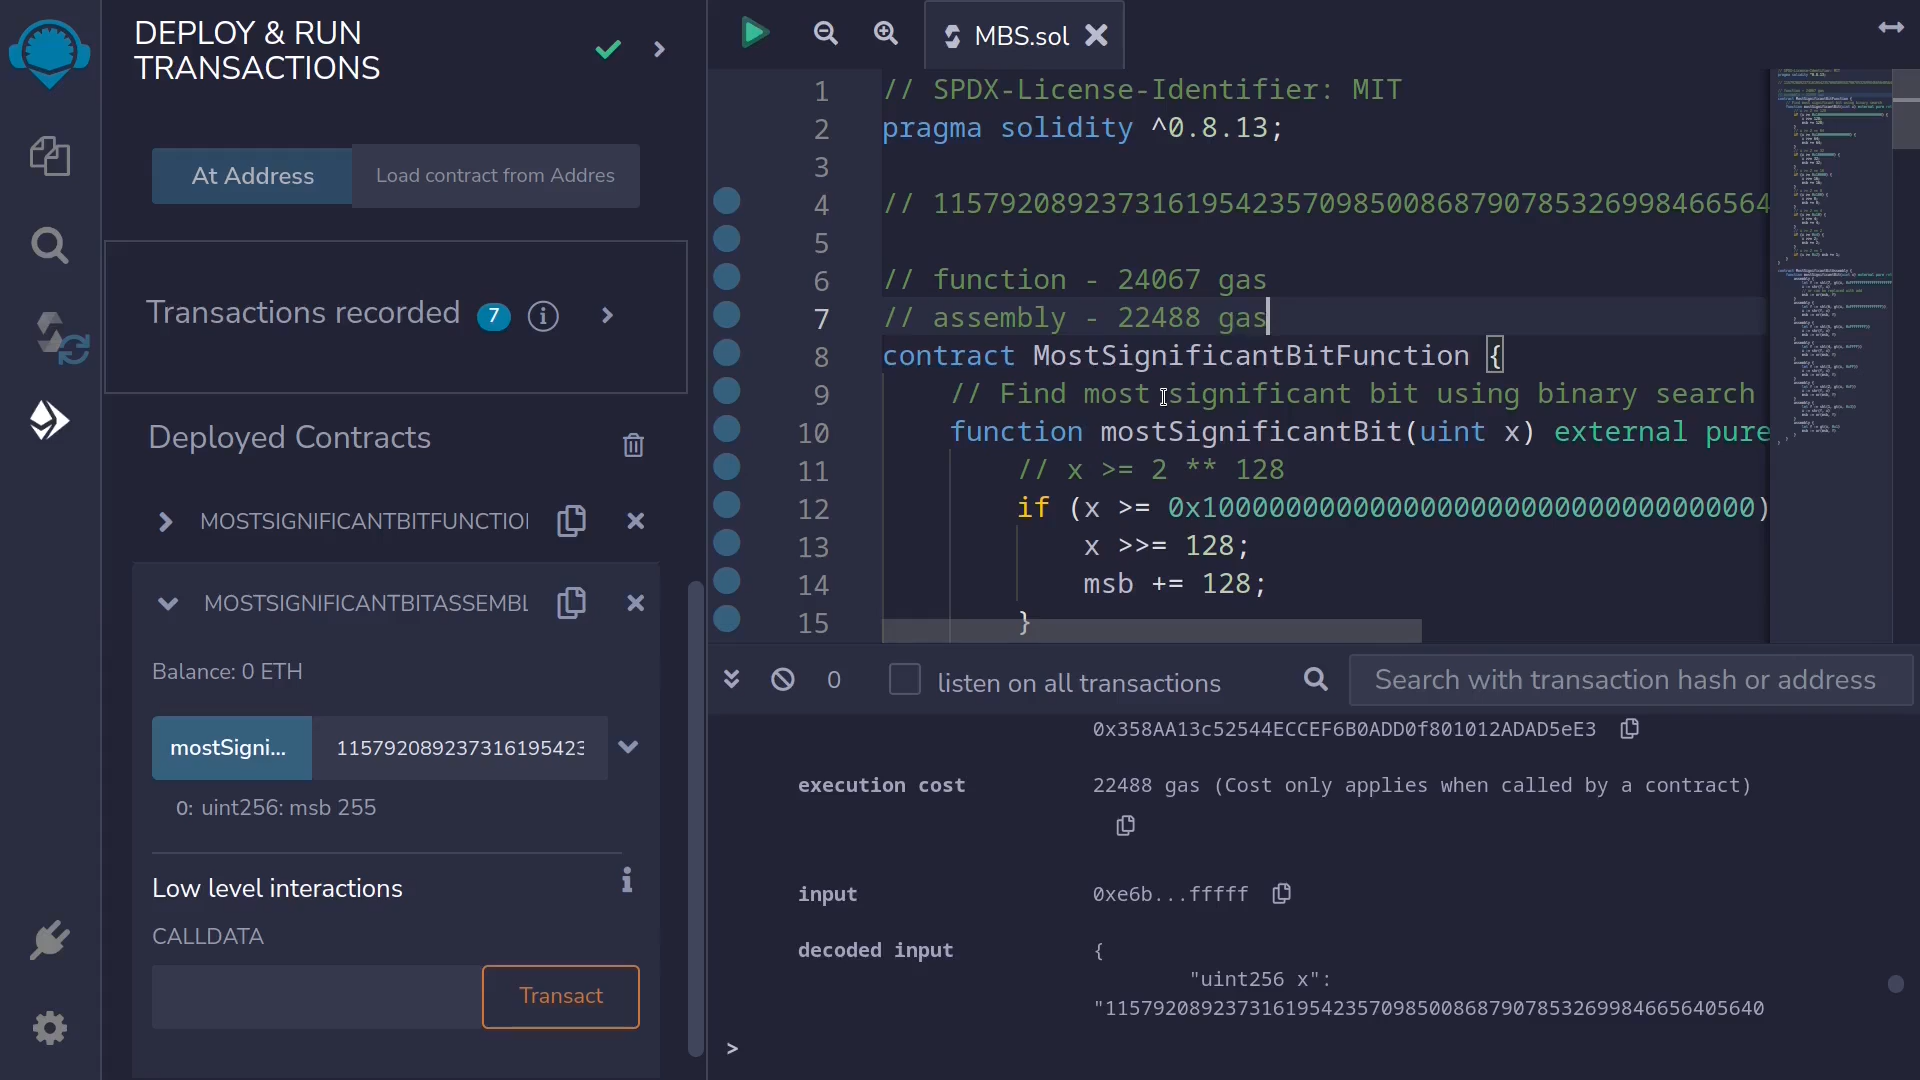 DEPLOY & RUN
TRANSACTIONS
At Address
Load contract from Addres
Transactions recorded 7
Deployed Contracts
MOSTSIGNIFICANTBITFUNCTION
MOSTSIGNIFICANTBITASSEMBL
Balance: 0 ETH
mostSigni...
115792089237316195423
0: uint256: msb 255
Low level interactions
CALLDATA
Transact
MBS.sol
1 // SPDX-License-Identifier: MIT
2 pragma solidity ^0.8.13;
3
4 // 11579208923731619542357098500868790785326998466564
5
6 // function - 24067 gas
7 // assembly - 22488 gas
8 contract MostSignificantBitFunction {
9 // Find most significant bit using binary search
10 function mostSignificantBit(uint x) external pure
11 // x >= 2 ** 128
12 if (x >= 0x100000000000000000000000000000000)
13 x >>= 128;
14 msb += 128;
15 }
0
listen on all transactions
Search with transaction hash or address
0x358AA13c52544ECCEF6B0ADD0f801012ADAD5eE3
execution cost 22488 gas (Cost only applies when called by a contract)
input 0xe6b...fffff
decoded input {
"uint256 x":
"115792089237316195423570985008687907853269984665640564 0
>